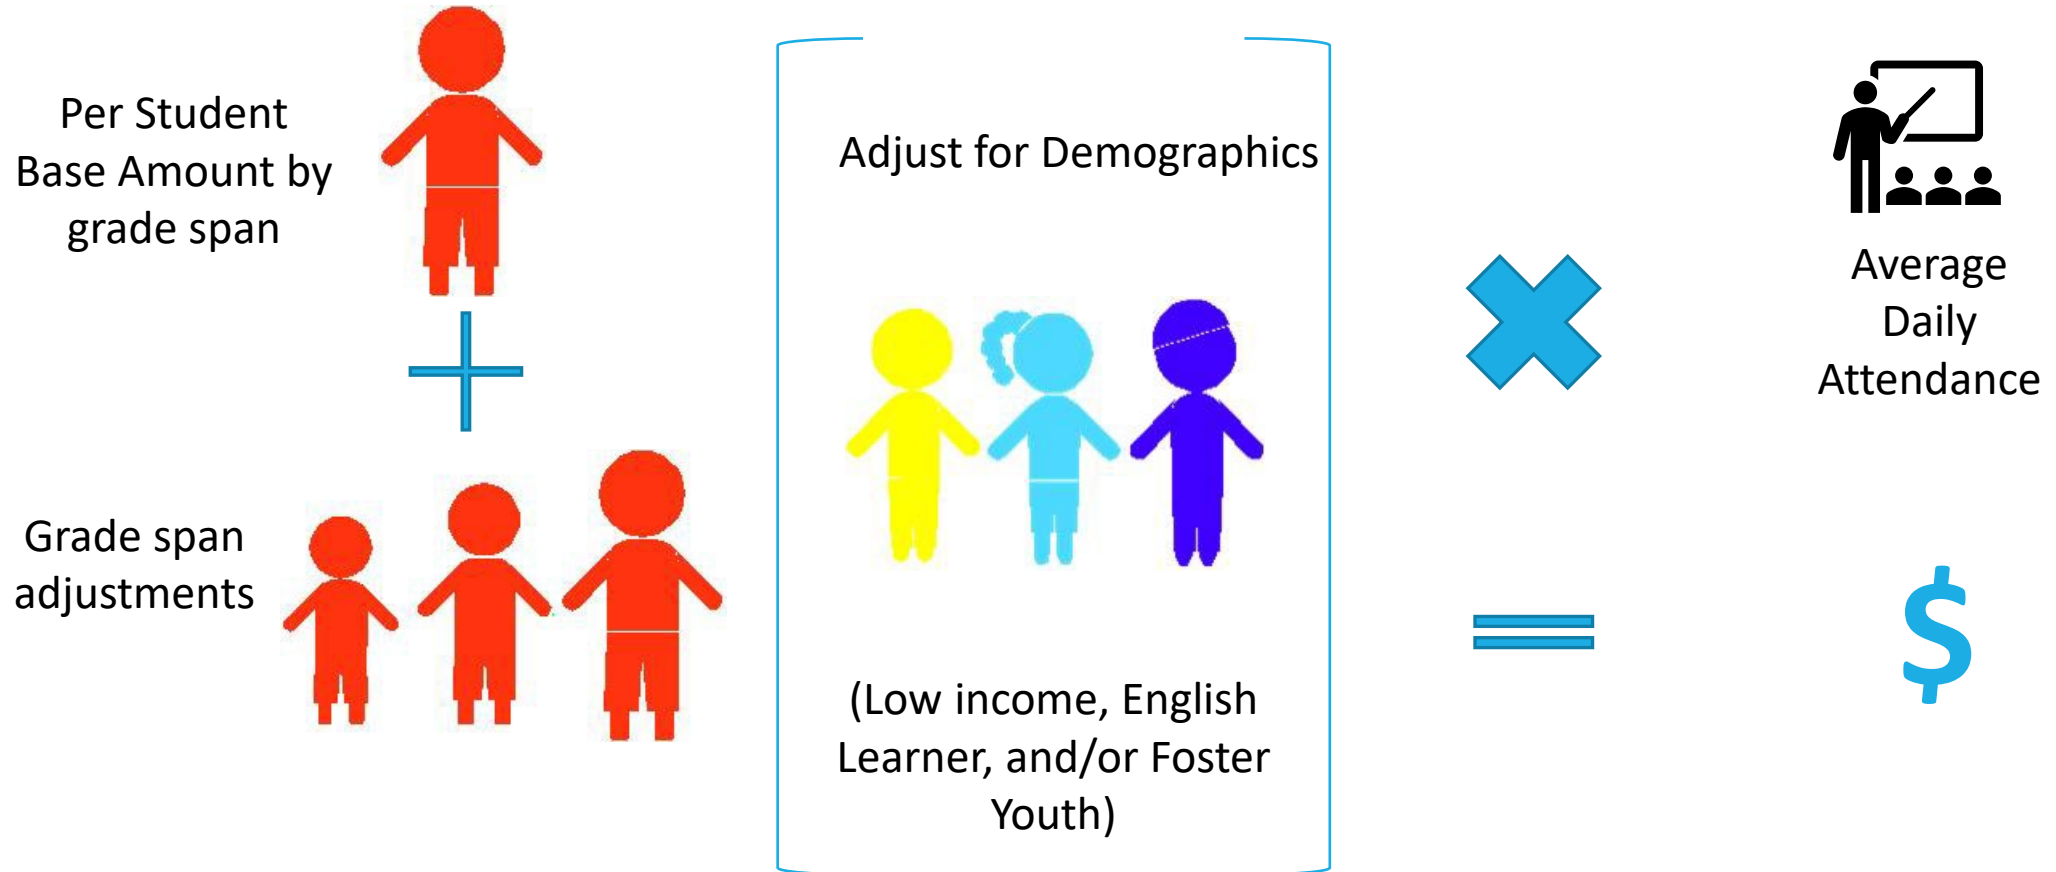 Per Student
Base Amount by
grade span
Grade span
adjustments
Adjust for Demographics
(Low income, English
Learner, and/or Foster
Youth)
Average
Daily
Attendance
$